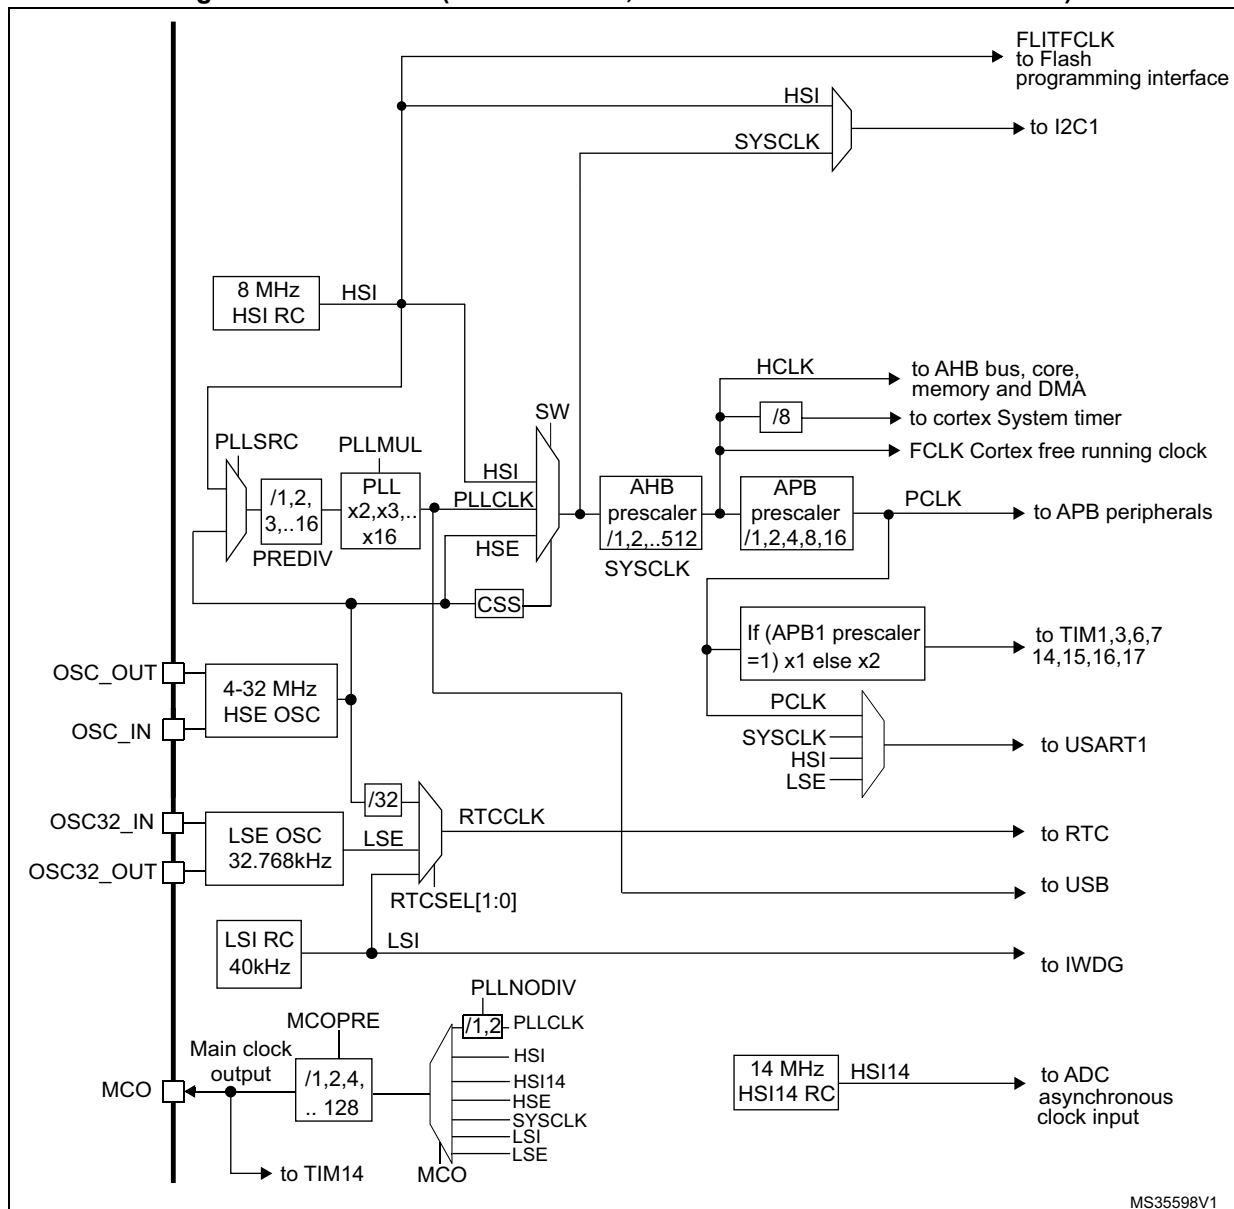 FLITFCLK
to Flash
programming interface
HSI
to I2C1
SYSCLK
8 MHz
HSI RC
HSI
HCLK
to AHB bus, core,
memory and DMA
/8
to cortex System timer
FCLK Cortex free running clock
SW
PLLSRC
PLLMUL
/1,2,
3,..16
PREDIV
PLL
x2,x3,..
x16
HSI
PLLCLK
HSE
AHB
prescaler
/1,2,..512
SYSCLK
APB
prescaler
/1,2,4,8,16
PCLK
to APB peripherals
CSS
If (APB1 prescaler
=1) x1 else x2
to TIM1,3,6,7
14,15,16,17
OSC_OUT
OSC_IN
4-32 MHz
HSE OSC
PCLK
SYSCLK
HSI
LSE
to USART1
/32
OSC32_IN
OSC32_OUT
LSE OSC
32.768kHz
LSE
RTCCLK
to RTC
RTCSEL[1:0]
to USB
LSI RC
40kHz
LSI
to IWDG
PLLNODIV
/1,2
PLLCLK
HSI
HSI14
HSE
SYSCLK
LSI
LSE
MCOPRE
Main clock
output
/1,2,4,
.. 128
MCO
MCO
to TIM14
14 MHz
HSI14 RC
HSI14
to ADC
asynchronous
clock input
MS35598V1